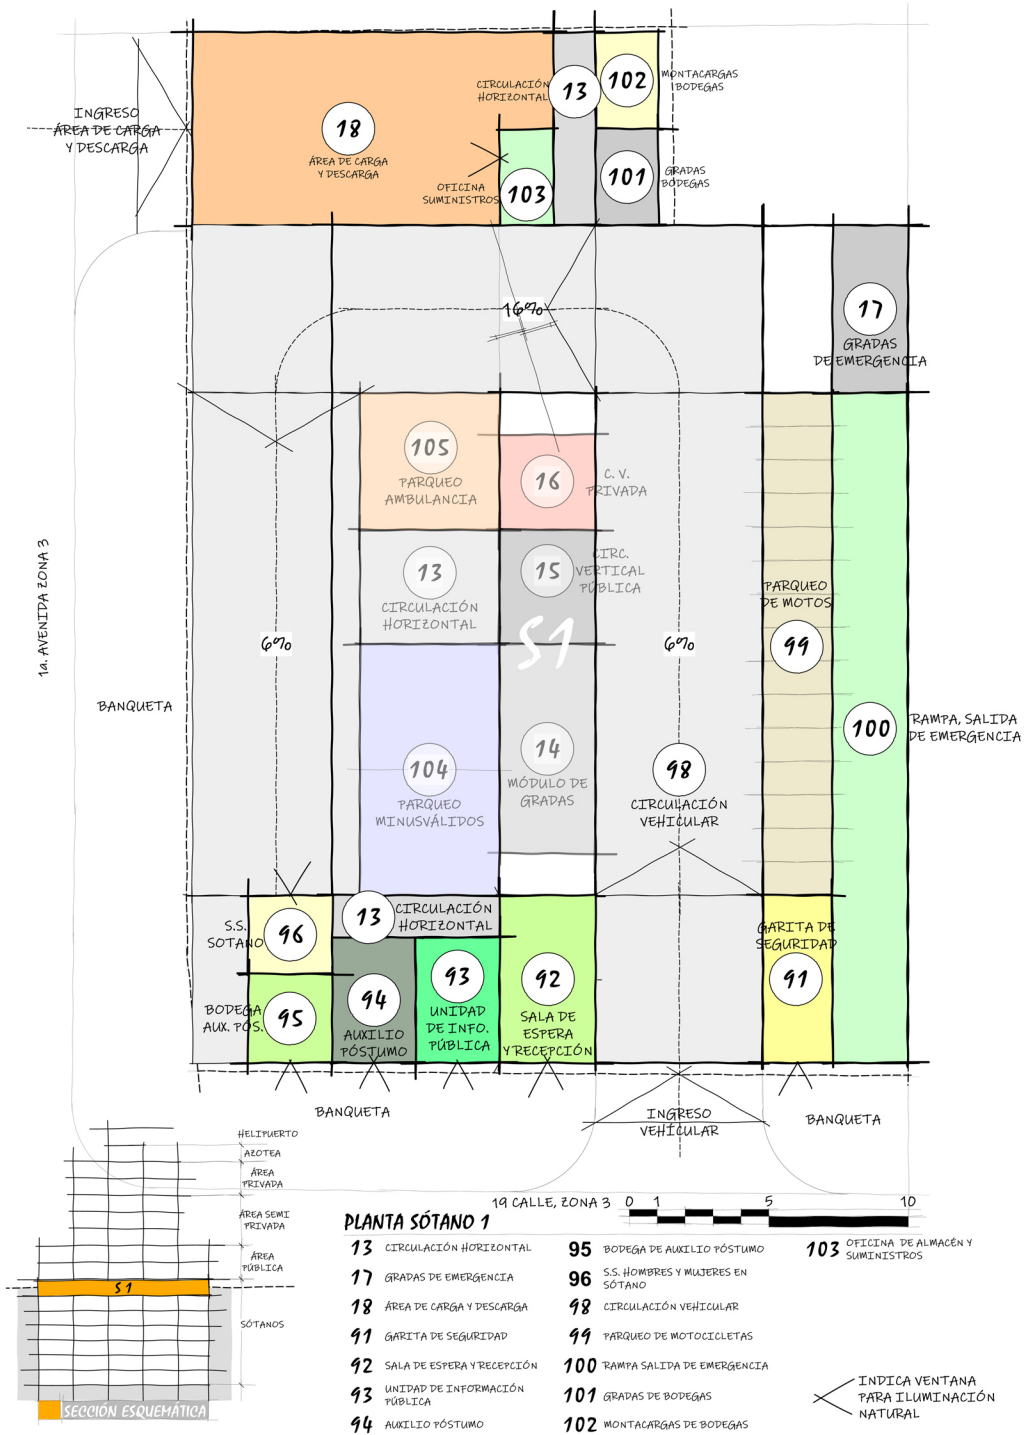 INGRESO
ÁREA DE CARGA
Y DESCARGA
18
ÁREA DE CARGA
Y DESCARGA
CIRCULACIÓN
HORIZONTAL
13
102
MONTACARGAS
BODEGAS
101
GRADAS
BODEGAS
OFICINA
SUMINISTROS
103
16%
17
GRADAS
DE EMERGENCIA
105
PARQUEO
AMBULANCIA
16
C. V.
PRIVADA
13
CIRCULACIÓN
HORIZONTAL
15
CIRC.
VERTICAL
PÚBLICA
S1
6%
6%
PARQUEO
DE MOTOS
99
1a. AVENIDA ZONA 3
BANQUETA
104
PARQUEO
MINUSVÁLIDOS
14
MÓDULO DE
GRADAS
98
CIRCULACIÓN
VEHICULAR
100
RAMPA, SALIDA
DE EMERGENCIA
S.S.
SOTANO
96
13
CIRCULACIÓN
HORIZONTAL
BODEGA
AUX. PÓS.
95
94
AUXILIO
PÓSTUMO
93
UNIDAD
DE INFO.
PÚBLICA
92
SALA DE
ESPERA
Y RECEPCIÓN
GARITA DE
SEGURIDAD
91
BANQUETA
INGRESO
VEHÍCULAR
BANQUETA
19 CALLE, ZONA 3
0 1 5 10
HELIPUERTO
AZOTEA
ÁREA
PRIVADA
ÁREA SEMI
PRIVADA
ÁREA
PÚBLICA
S1
SÓTANOS
SECCIÓN ESQUEMÁTICA
PLANTA SÓTANO 1
13 CIRCULACIÓN HORIZONTAL
17 GRADAS DE EMERGENCIA
18 ÁREA DE CARGA Y DESCARGA
91 GARITA DE SEGURIDAD
92 SALA DE ESPERA Y RECEPCIÓN
93 UNIDAD DE INFORMACIÓN
PÚBLICA
94 AUXILIO PÓSTUMO
95 BODEGA DE AUXILIO PÓSTUMO
96 S.S. HOMBRES Y MUJERES EN
SÓTANO
98 CIRCULACIÓN VEHICULAR
99 PARQUEO DE MOTOCICLETAS
100 RAMPA SALIDA DE EMERGENCIA
101 GRADAS DE BODEGAS
102 MONTACARGAS DE BODEGAS
103 OFICINA DE ALMACÉN Y
SUMINISTROS
INDICA VENTANA
PARA ILUMINACIÓN
NATURAL